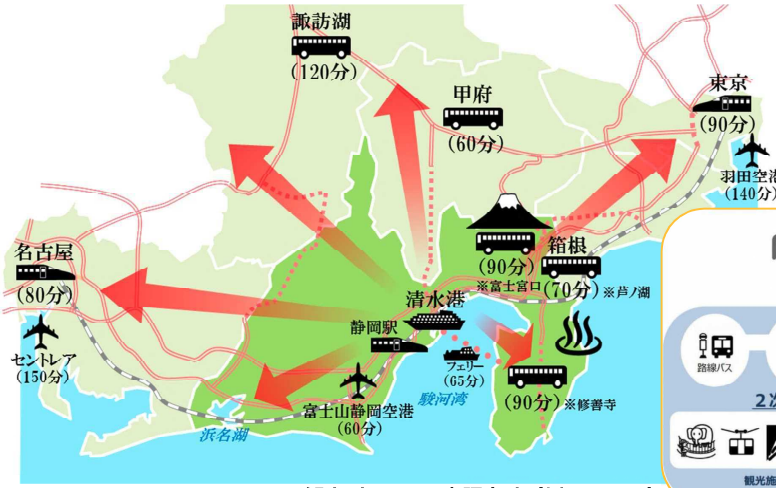 諏訪湖
(120分)
甲府
(60分)
東京
(90分)
羽田空港
(140分)
名古屋
(80分)
セントレア
(150分)
(90分)
※富士宮口
箱根
(70分)
※芦ノ湖
清水港
静岡駅
フェリー
(65分)
富士山静岡空港
(60分)
駿河湾
(90分)
※修善寺
浜名湖
路線バス
2次
観光施